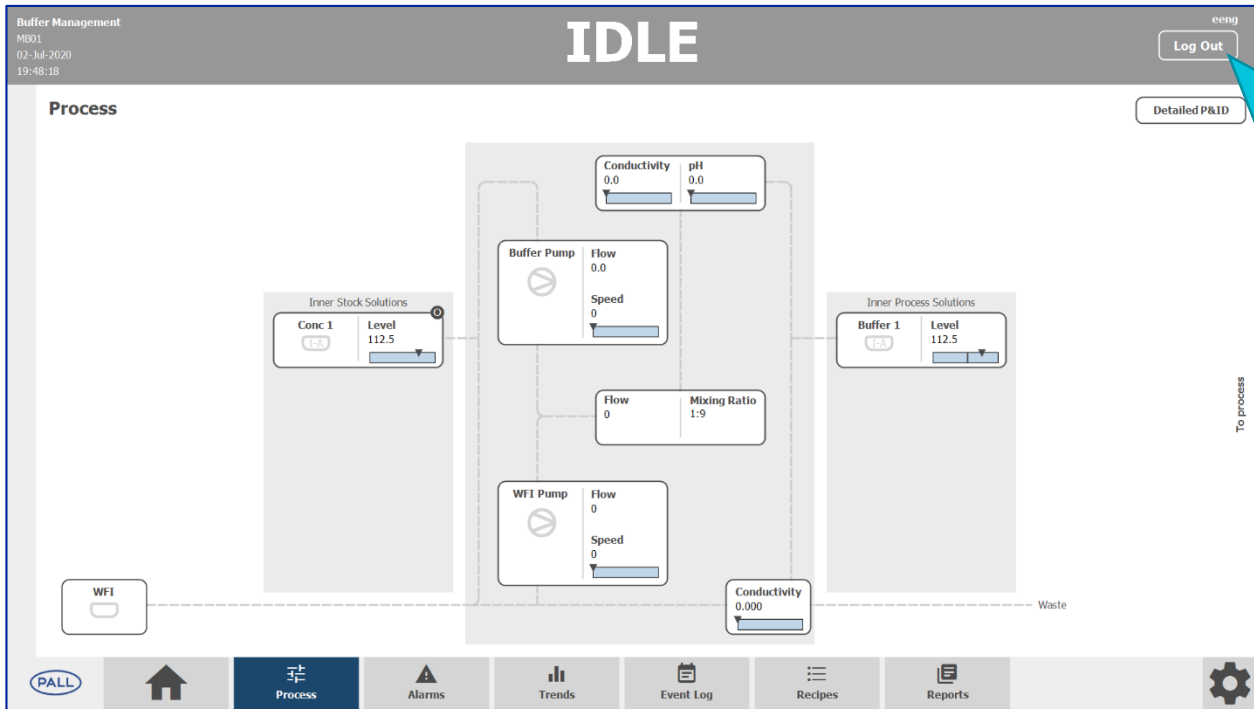 Buffer Management
MB01
02-Jul-2020
19:48:18
IDLE
eeng
Log Out
Process
Detailed P&ID
Conductivity pH
0.0 0.0
Buffer Pump Flow
0.0
Speed
0
Inner Stock Solutions
Conc 1 Level
I-A 112.5
O
Inner Process Solutions
Buffer 1 Level
I-A 112.5
Flow Mixing Ratio
0 1:9
To process
WFI Pump Flow
0
Speed
0
WFI
Conductivity
0.000
Waste
PALL
Process
Alarms
Trends
Event Log
Recipes
Reports